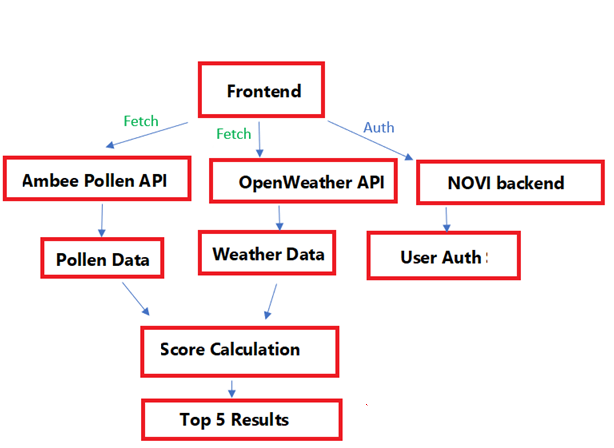 Frontend
Fetch
Fetch
Auth
Ambee Pollen API
OpenWeather API
NOVI backend
Pollen Data
Weather Data
User Auth
Score Calculation
Top 5 Results